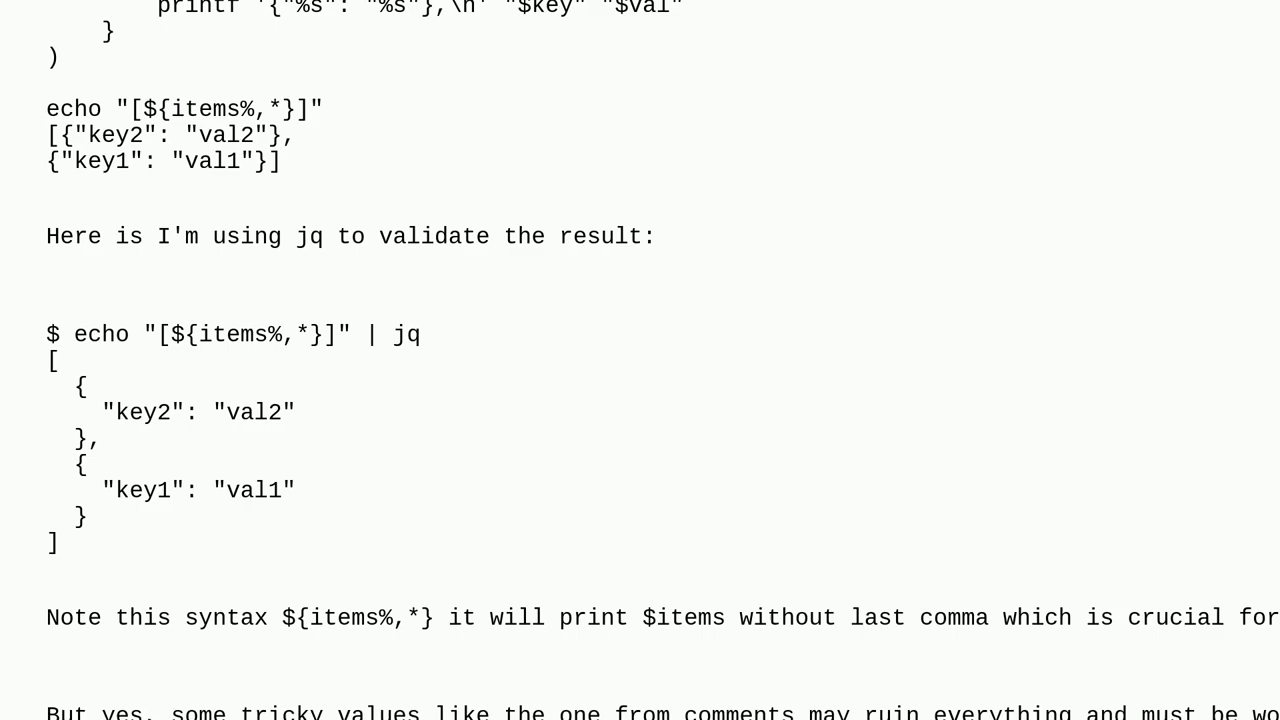 printf '{"%s": "%s"},\n' "$key" "$val"
    }
)
echo "[${items%,*}]"
[{"key2": "val2"},
{"key1": "val1"}]
Here is I'm using jq to validate the result:
$ echo "[${items%,*}]" | jq
[
  {
    "key2": "val2"
  },
  {
    "key1": "val1"
  }
]
Note this syntax ${items%,*} it will print $items without last comma which is crucial for
But yes, some tricky values like the one from comments may ruin everything and must be wo